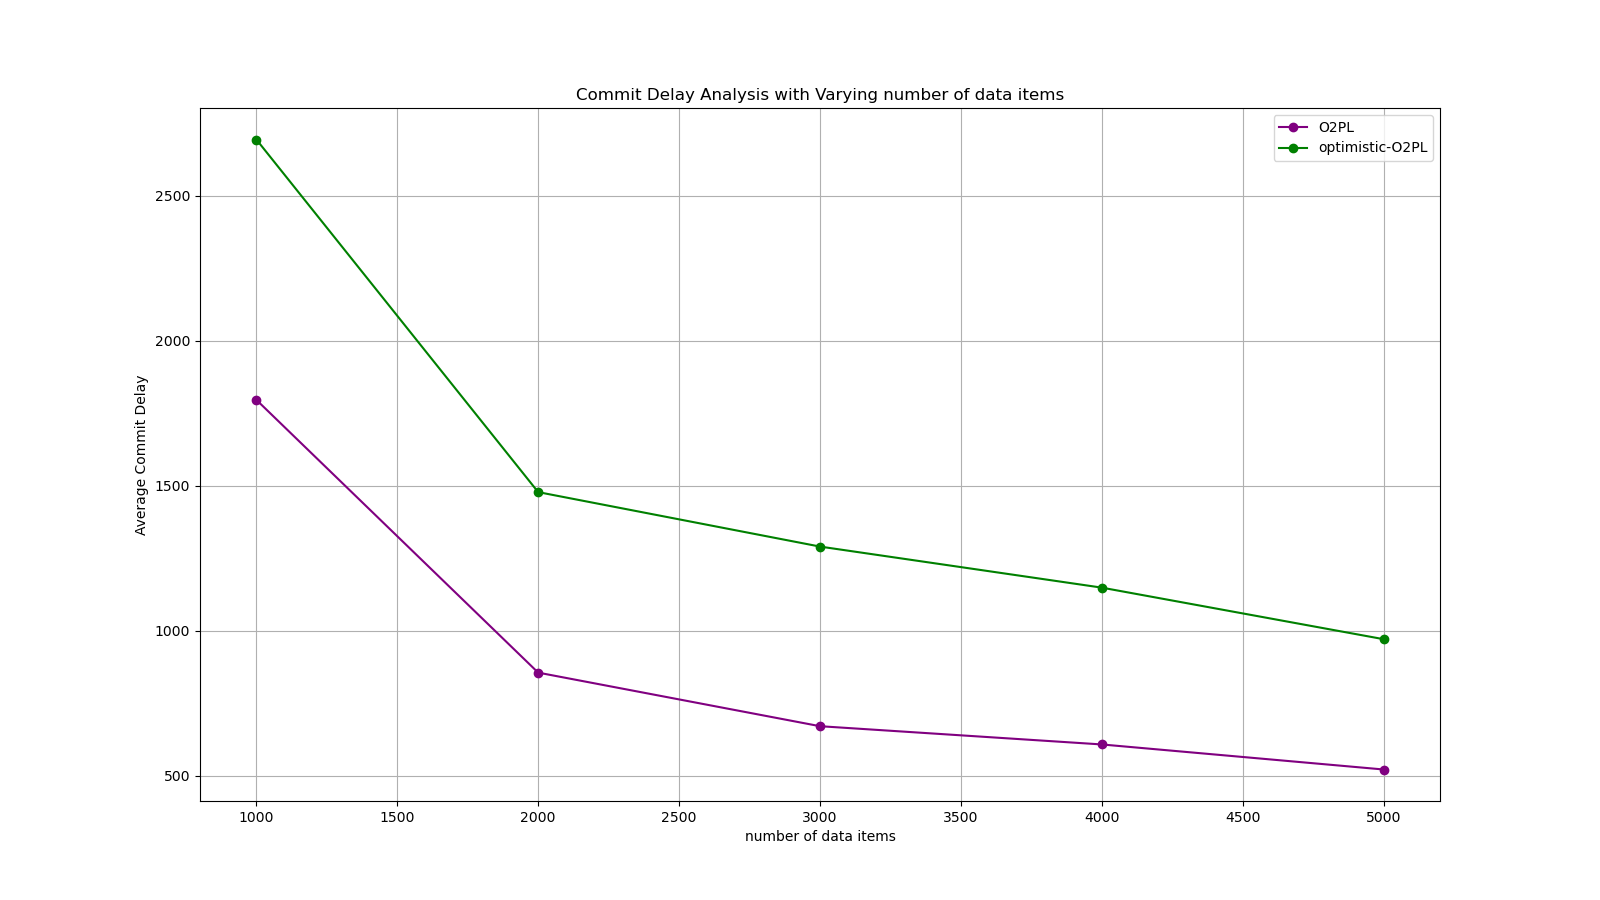 Commit Delay Analysis with Varying number of data items
O2PL
optimistic-O2PL
2500
2000
1500
1000
500
Average Commit Delay
1000 1500 2000 2500 3000 3500 4000 4500 5000
number of data items